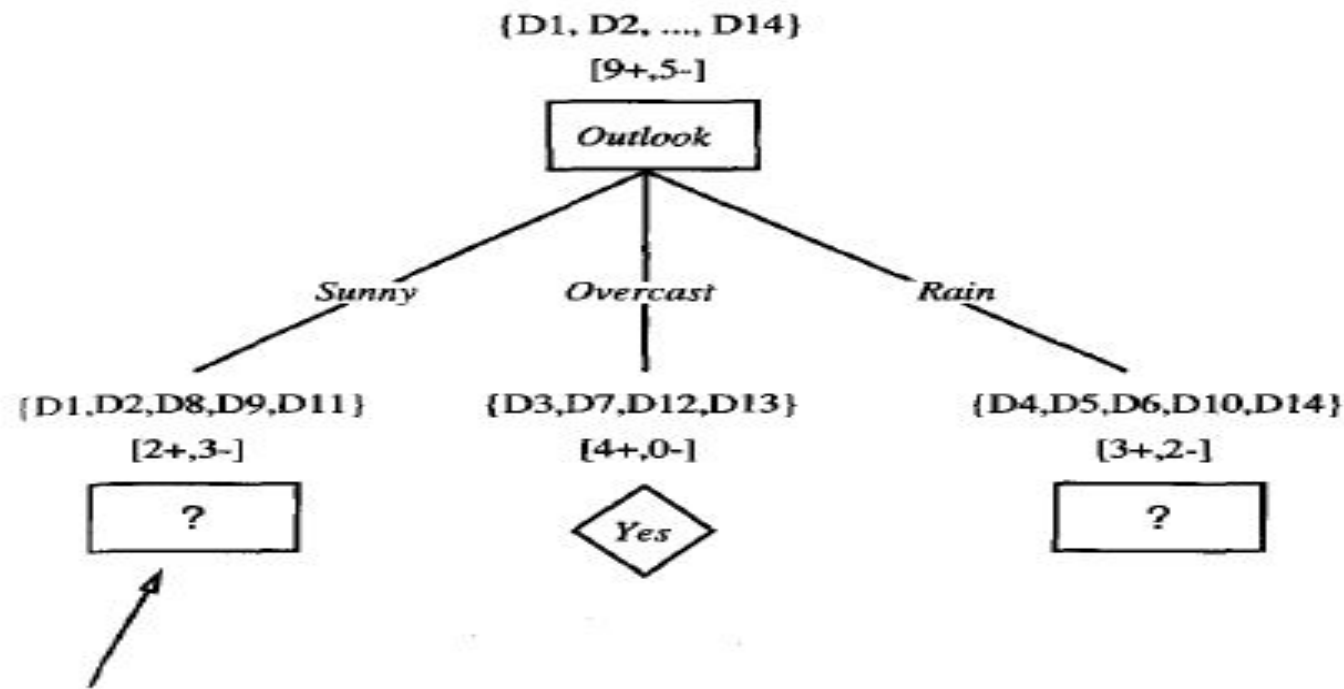 {D1, D2, ..., D14}
[9+,5-]
Outlook
Sunny Overcast Rain
{D1,D2,D8,D9,D11} {D3,D7,D12,D13} {D4,D5,D6,D10,D14}
[2+,3-] [4+,0-] [3+,2-]
? Yes ?